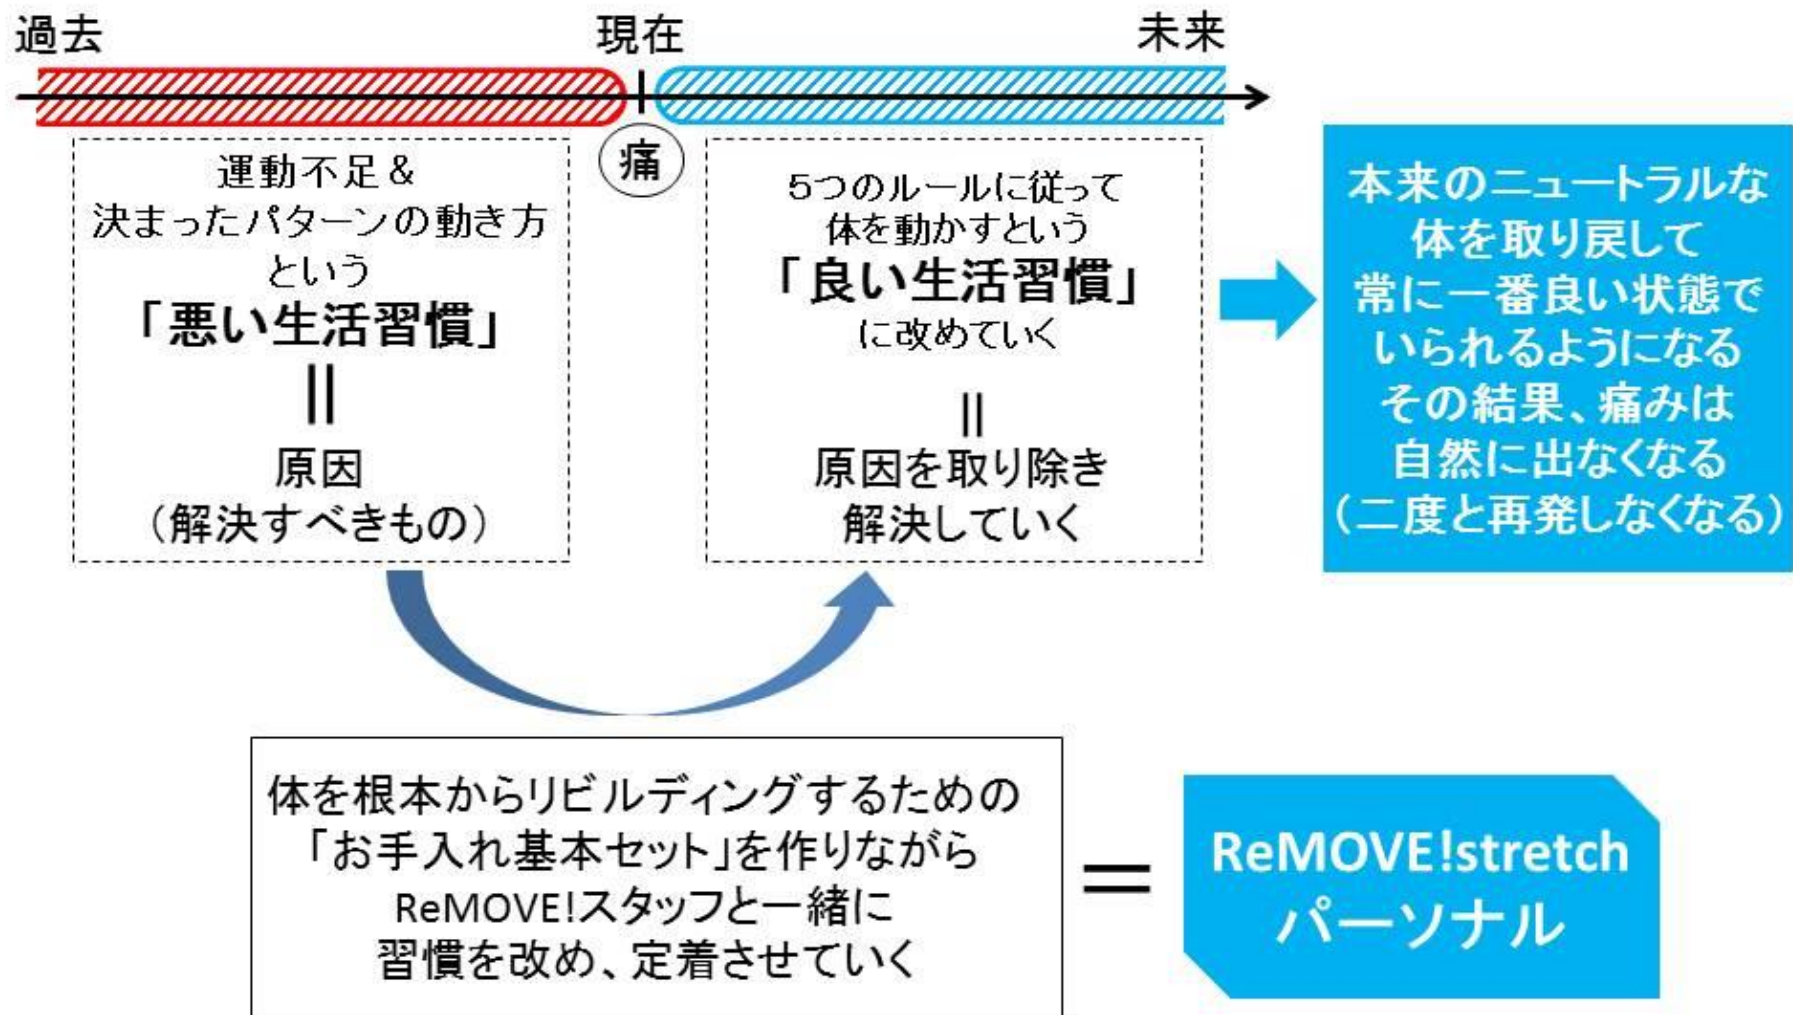 過去
現在
未来
痛
運動不足＆
決まったパターンの動き方
という
「悪い生活習慣」
||
原因
（解決すべきもの）
5つのルールに従って
体を動かすという
「良い生活習慣」
に改めていく
||
原因を取り除き
解決していく
本来のニュートラルな
体を取り戻して
常に一番良い状態で
いられるようになる
その結果、痛みは
自然に出なくなる
（二度と再発しなくなる）
体を根本からリビルディングするための
「お手入れ基本セット」を作りながら
ReMOVE!スタッフと一緒に
習慣を改め、定着させていく
＝
ReMOVE!stretch
パーソナル